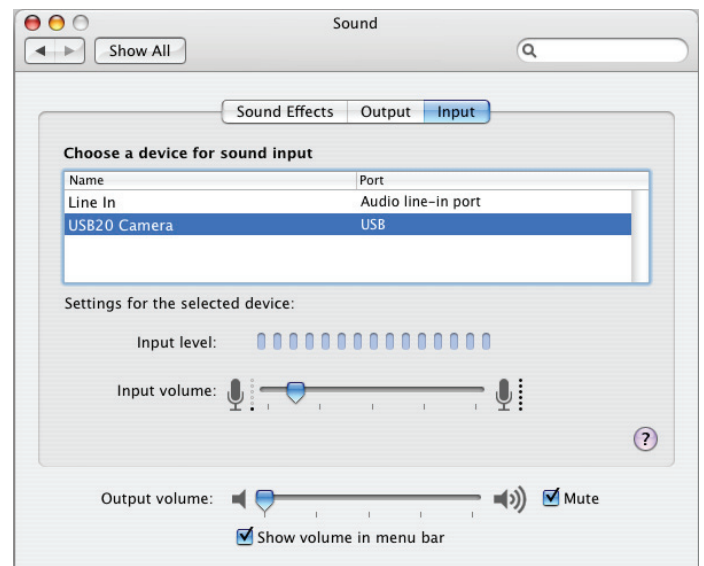 Sound
Show All
Sound Effects Output Input
Choose a device for sound input
Name Port
Line In Audio line-in port
USB20 Camera USB
Settings for the selected device:
Input level:
Input volume:
?
Output volume: Mute
Show volume in menu bar